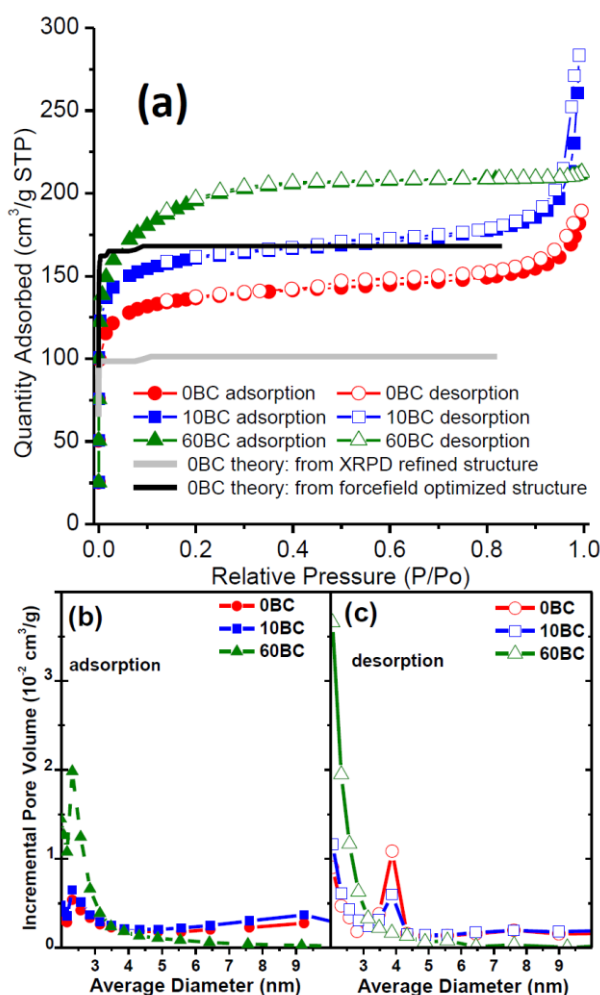 (a)
300
250
200
150
100
50
0
Quantity Adsorbed (cm³/g STP)
0BC adsorption 0BC desorption
10BC adsorption 10BC desorption
60BC adsorption 60BC desorption
0BC theory: from XRPD refined structure
0BC theory: from forcefield optimized structure
0.0 0.2 0.4 0.6 0.8 1.0
Relative Pressure (P/Po)
(b)
0BC
10BC
60BC
adsorption
3
2
1
0
Incremental Pore Volume (10⁻² cm³/g)
3 4 5 6 7 8 9
Average Diameter (nm)
(c)
0BC
10BC
60BC
desorption
3 4 5 6 7 8 9
Average Diameter (nm)